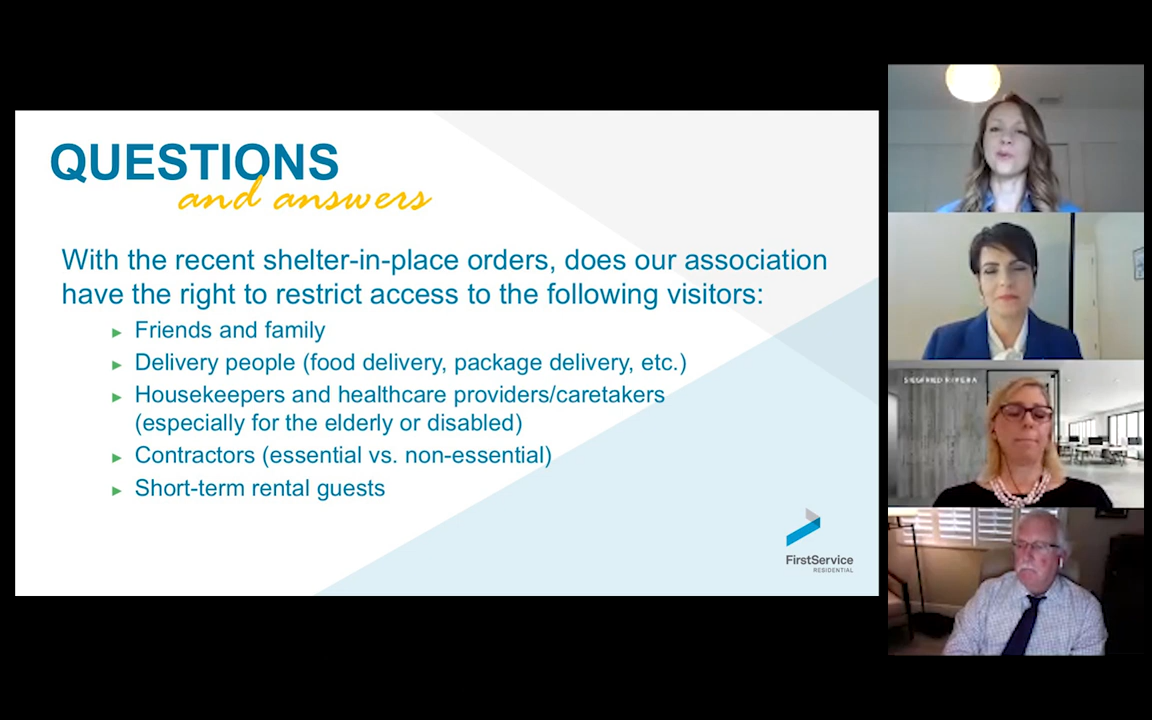 QUESTIONS
and answers
With the recent shelter-in-place orders, does our association
have the right to restrict access to the following visitors:
► Friends and family
► Delivery people (food delivery, package delivery, etc.)
► Housekeepers and healthcare providers/caretakers
(especially for the elderly or disabled)
► Contractors (essential vs. non-essential)
► Short-term rental guests
FirstService
RESIDENTIAL
SIEGFRIED RIVERA